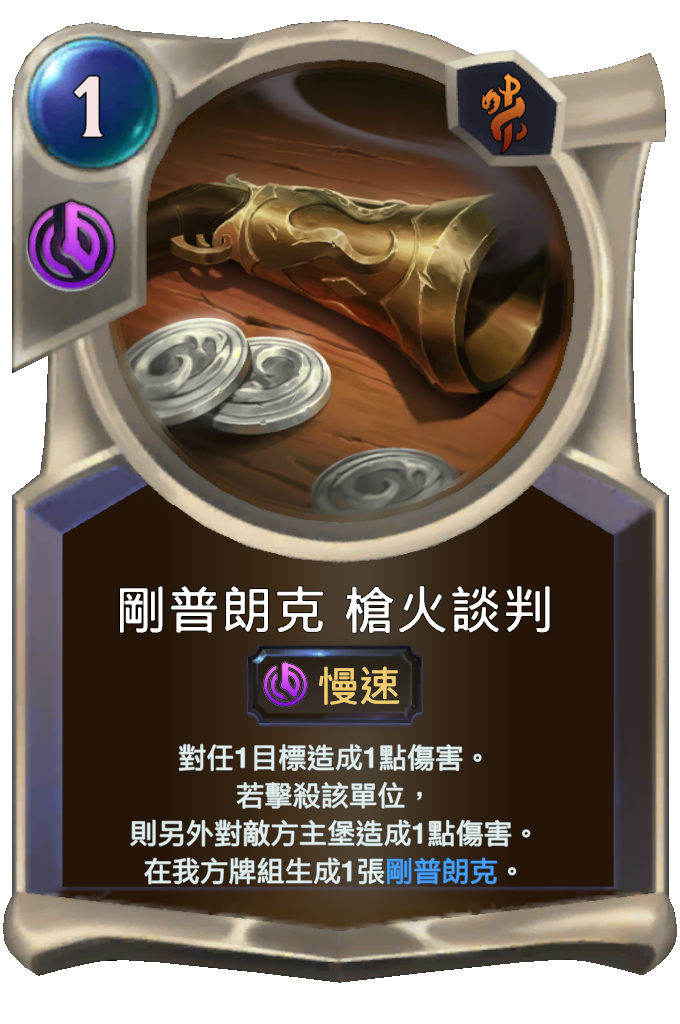 1
剛普朗克 槍火談判
慢速
對任1目標造成1點傷害。
若擊殺該單位，
則另外對敵方主堡造成1點傷害。
在我方牌組生成1張剛普朗克。